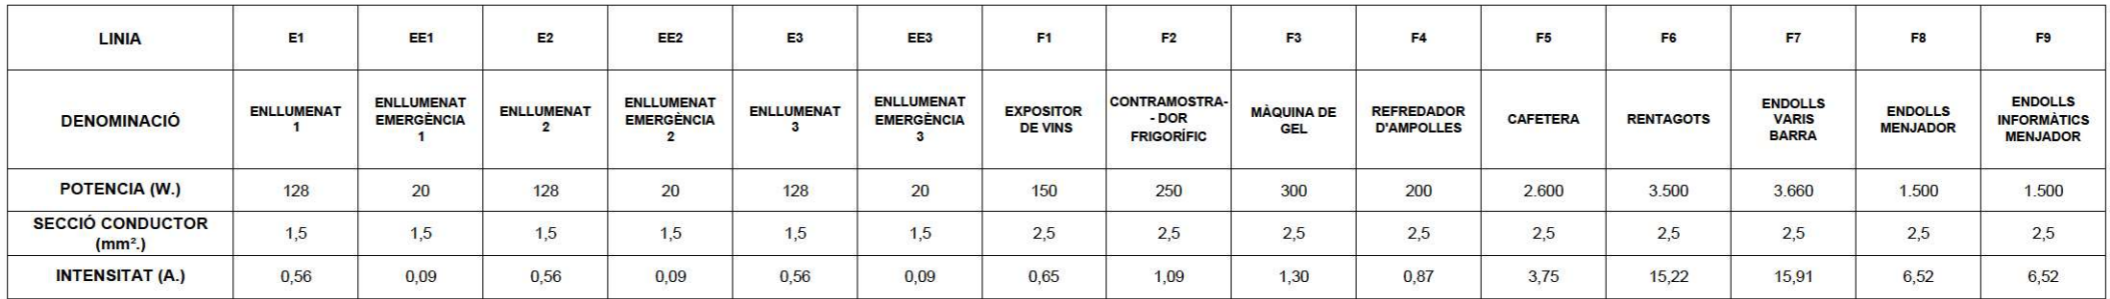 LINIA E1 EE1 E2 EE2 E3 EE3 F1 F2 F3 F4 F5 F6 F7 F8 F9
DENOMINACIÓ ENLLUMENAT 1 ENLLUMENAT EMERGÈNCIA 1 ENLLUMENAT 2 ENLLUMENAT EMERGÈNCIA 2 ENLLUMENAT 3 ENLLUMENAT EMERGÈNCIA 3 EXPOSITOR DE VINS CONTRAMOSTRA- - DOR FRIGORÍFIC MÀQUINA DE GEL REFREDADOR D'AMPOLLES CAFETERA RENTAGOTS ENDOLLS VARIS BARRA ENDOLLS MENJADOR ENDOLLS INFORMÀTICS MENJADOR
POTENCIA (W.) 128 20 128 20 128 20 150 250 300 200 2.600 3.500 3.660 1.500 1.500
SECCIÓ CONDUCTOR (mm².) 1,5 1,5 1,5 1,5 1,5 1,5 2,5 2,5 2,5 2,5 2,5 2,5 2,5 2,5 2,5
INTENSITAT (A.) 0,56 0,09 0,56 0,09 0,56 0,09 0,65 1,09 1,30 0,87 3,75 15,22 15,91 6,52 6,52